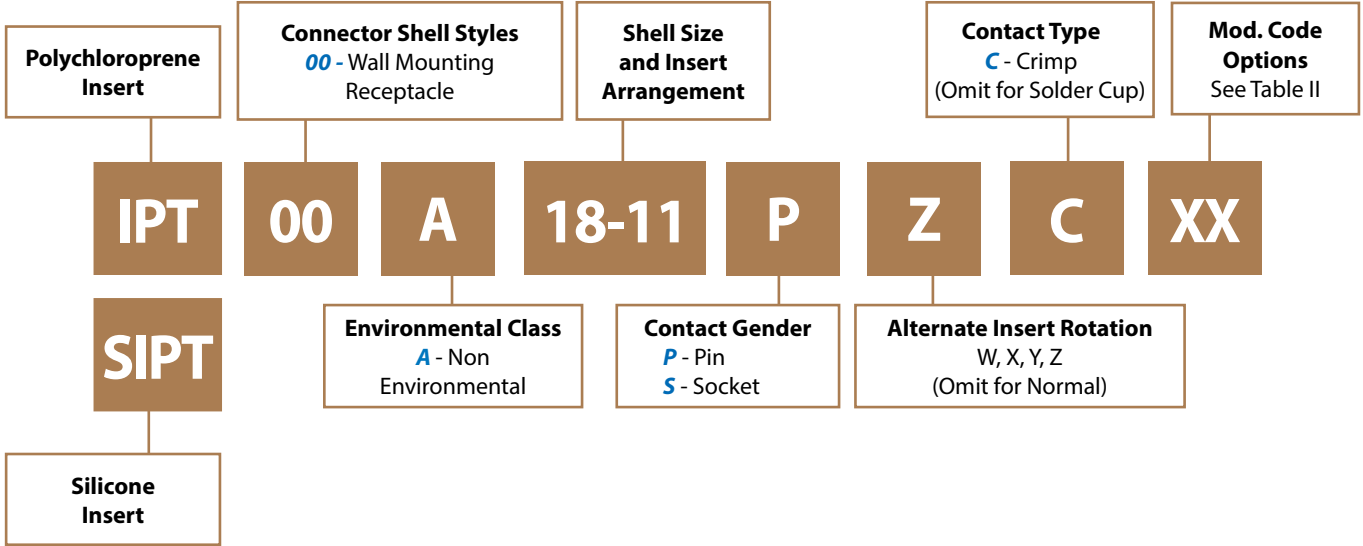 Polychloroprene
Insert
Connector Shell Styles
00 - Wall Mounting
Receptacle
Shell Size
and Insert
Arrangement
Contact Type
C - Crimp
(Omit for Solder Cup)
Mod. Code
Options
See Table II
IPT 00 A 18-11 P Z C XX
SIPT
Environmental Class
A - Non
Environmental
Contact Gender
P - Pin
S - Socket
Alternate Insert Rotation
W, X, Y, Z
(Omit for Normal)
Silicone
Insert